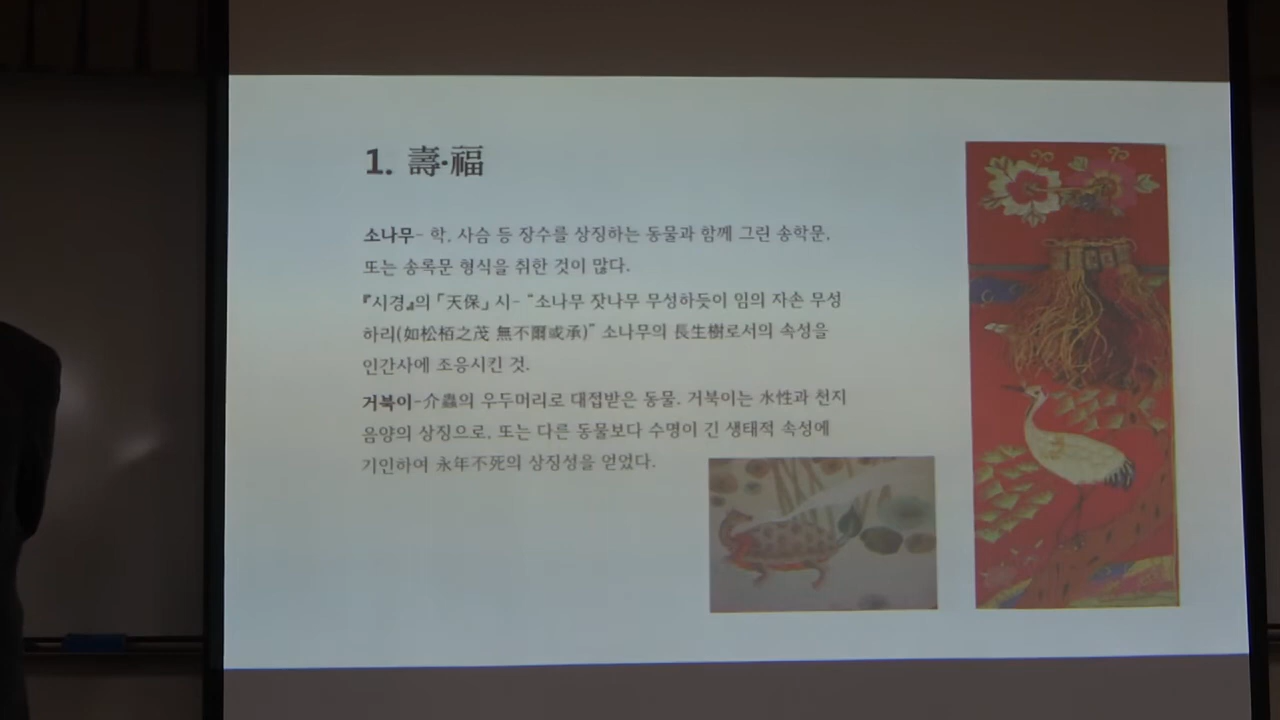 1. 壽·福
소나무- 학, 사슴 등 장수를 상징하는 동물과 함께 그린 송학문,
또는 송록문 형식을 취한 것이 많다.
『시경』의 「天保」 시- "소나무 잣나무 무성하듯이 임의 자손 무성
하리(如松栢之茂 無不爾或承)" 소나무의 長生樹로서의 속성을
인간사에 조응시킨 것.
거북이-介蟲의 우두머리로 대접받은 동물. 거북이는 水性과 천지
음양의 상징으로, 또는 다른 동물보다 수명이 긴 생태적 속성에
기인하여 永年不死의 상징성을 얻었다.